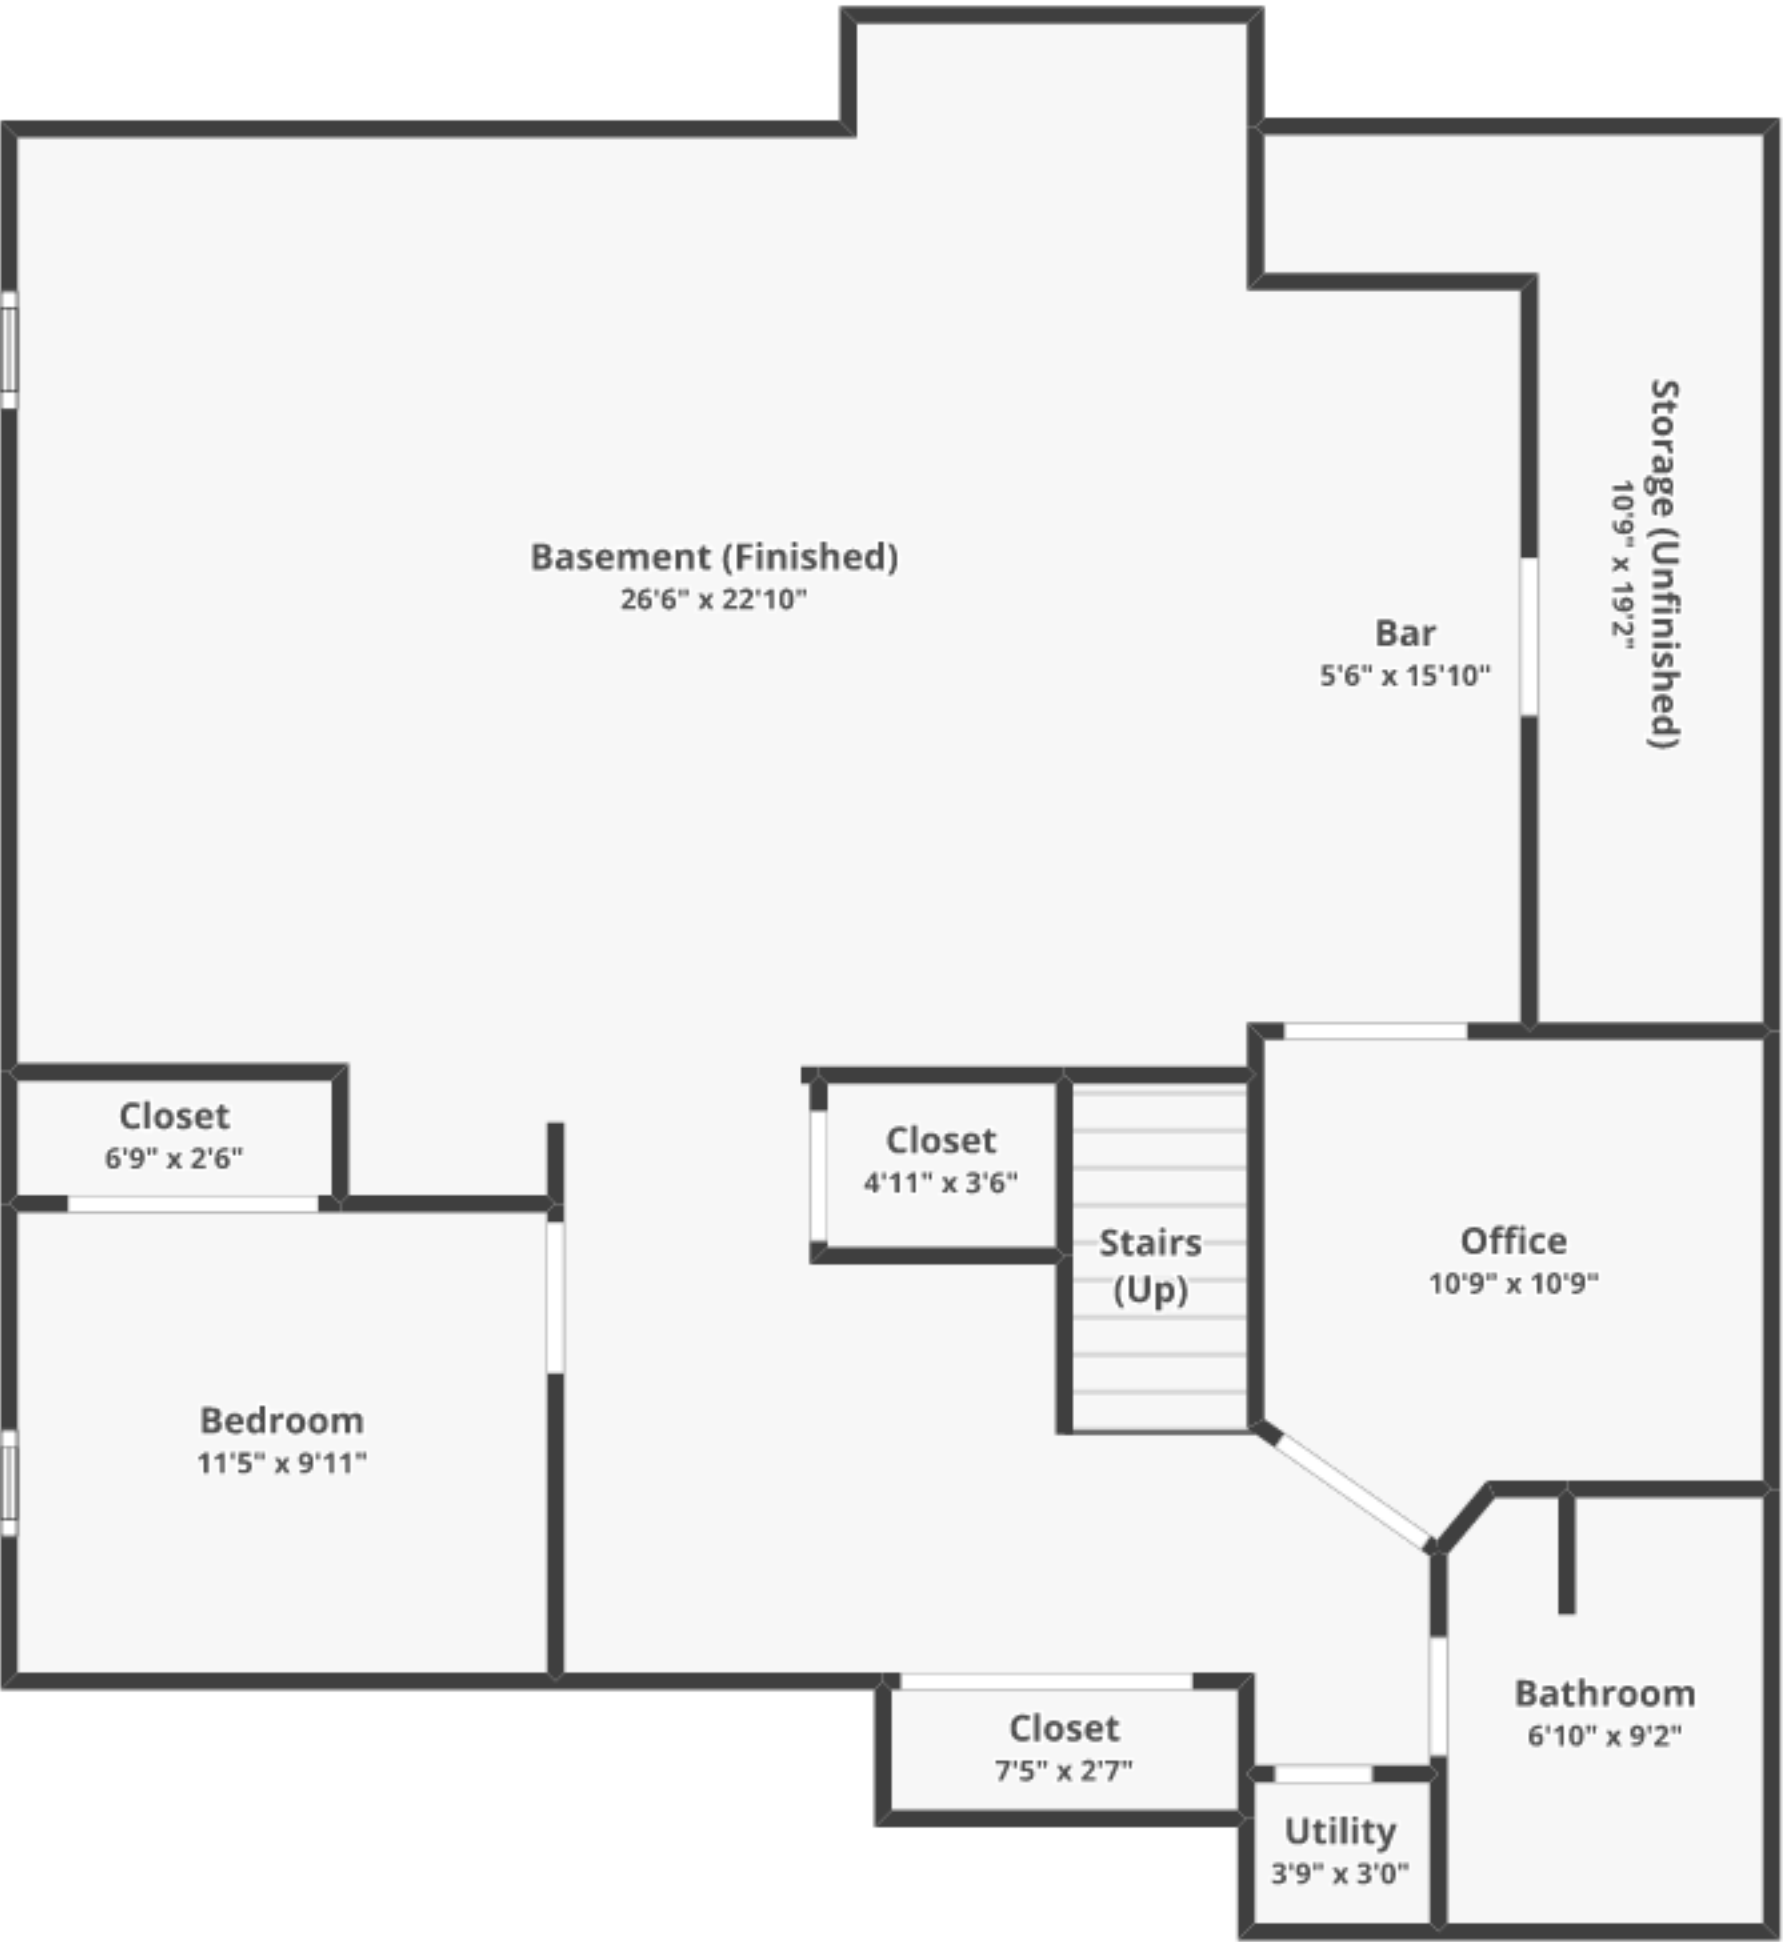 Basement (Finished)
26'6" x 22'10"
Bar
5'6" x 15'10"
Storage (Unfinished)
10'9" x 19'2"
Closet
6'9" x 2'6"
Closet
4'11" x 3'6"
Stairs
(Up)
Office
10'9" x 10'9"
Bedroom
11'5" x 9'11"
Bathroom
6'10" x 9'2"
Closet
7'5" x 2'7"
Utility
3'9" x 3'0"